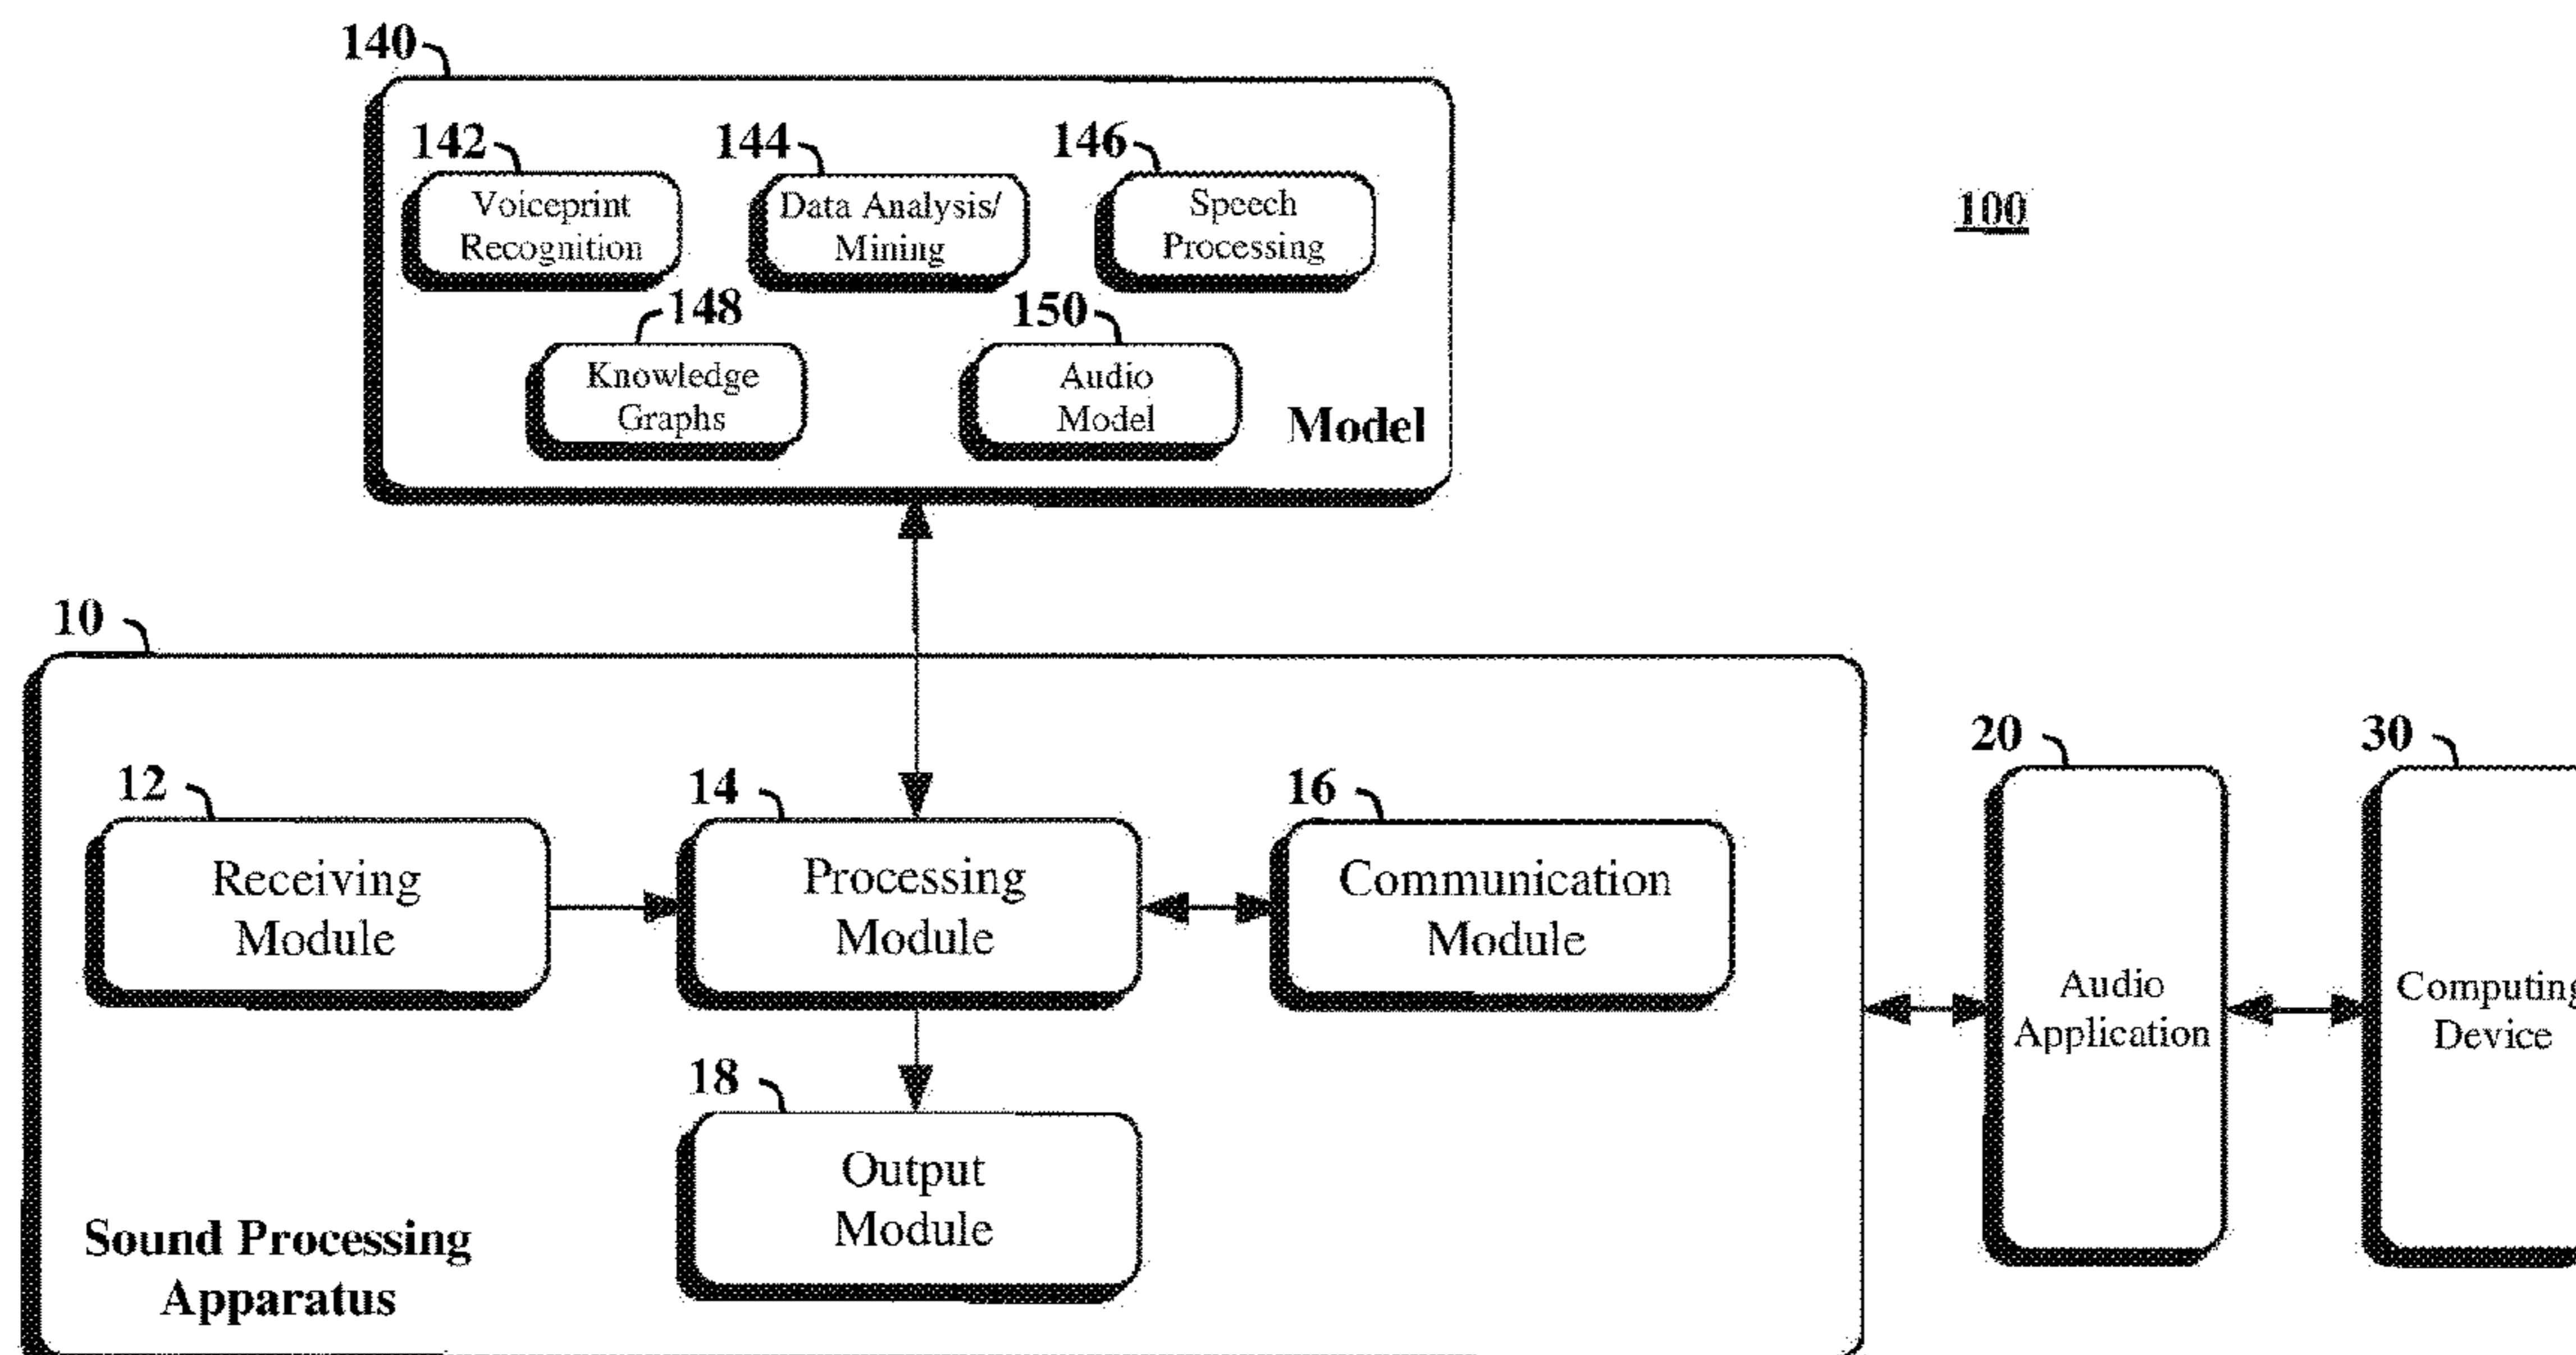 140
142
144
146
Voiceprint
Recognition
Data Analysis/
Mining
Speech
Processing
100
148
150
Knowledge
Graphs
Audio
Model
Model
10
12
14
16
20
30
Receiving
Module
Processing
Module
Communication
Module
Audio
Application
Computing
Device
18
Output
Module
Sound Processing
Apparatus